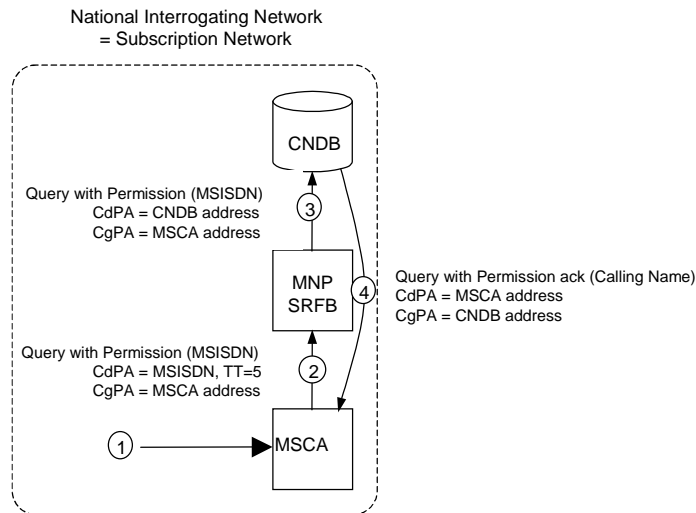 National Interrogating Network
= Subscription Network
CNDB
Query with Permission (MSISDN)
CdPA = CNDB address
CgPA = MSCA address
3
MNP
SRFB
4
Query with Permission ack (Calling Name)
CdPA = MSCA address
CgPA = CNDB address
Query with Permission (MSISDN)
CdPA = MSISDN, TT=5
CgPA = MSCA address
2
1
MSCA